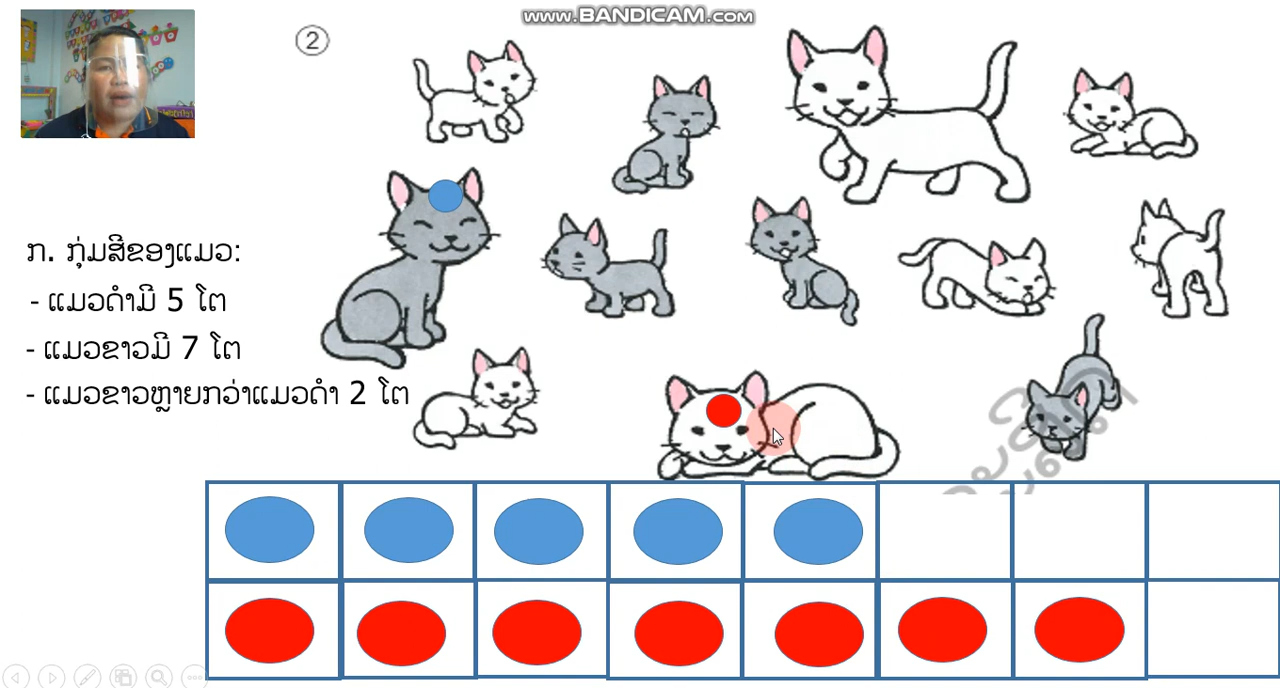 www.BANDICAM.com
2
ກ. ກຸ່ມສີຂອງແມວ:
- ແມວດຳມີ 5 ໂຕ
- ແມວຂາວມີ 7 ໂຕ
- ແມວຂາວຫຼາຍກວ່າແມວດຳ 2 ໂຕ